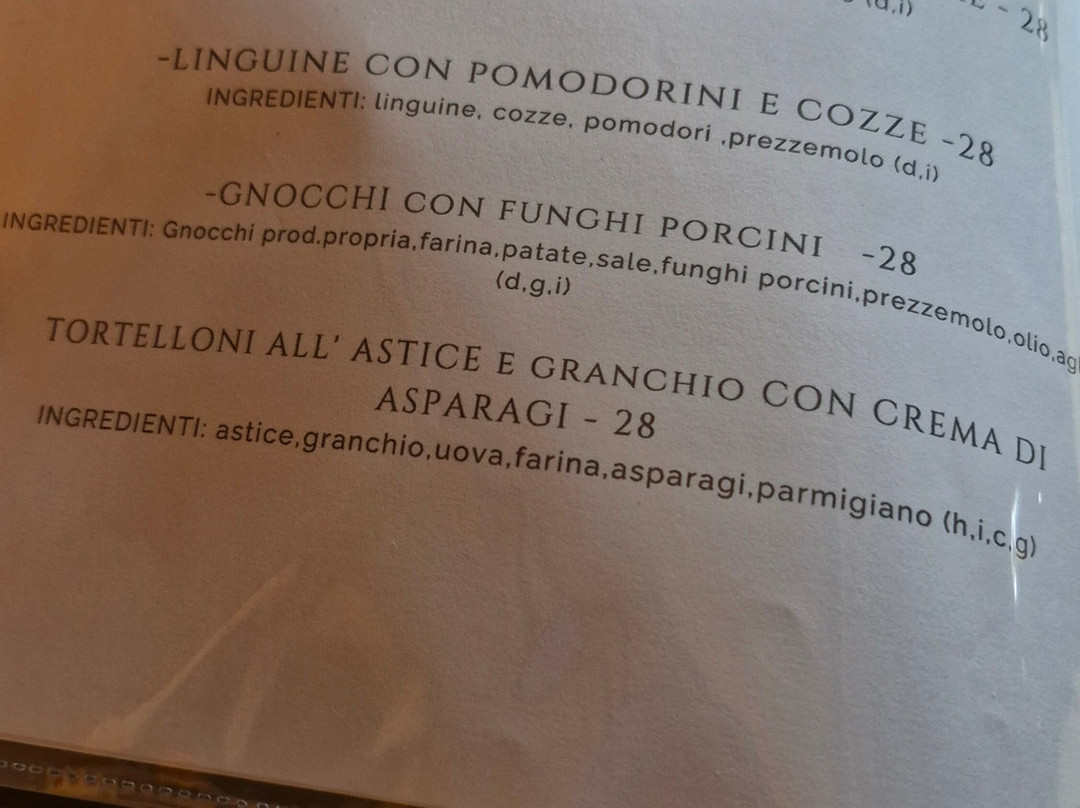 (d,i)
- 28
-LINGUINE CON POMODORINI E COZZE -28
INGREDIENTI: linguine, cozze, pomodori ,prezzemolo (d,i)
-GNOCCHI CON FUNGHI PORCINI -28
INGREDIENTI: Gnocchi prod.propria,farina,patate,sale,funghi porcini,prezzemolo,olio,
(d,g,i)
TORTELLONI ALL' ASTICE E GRANCHIO CON CREMA DI
ASPARAGI - 28
INGREDIENTI: astice,granchio,uova,farina,asparagi,parmigiano (h,i,c,g)